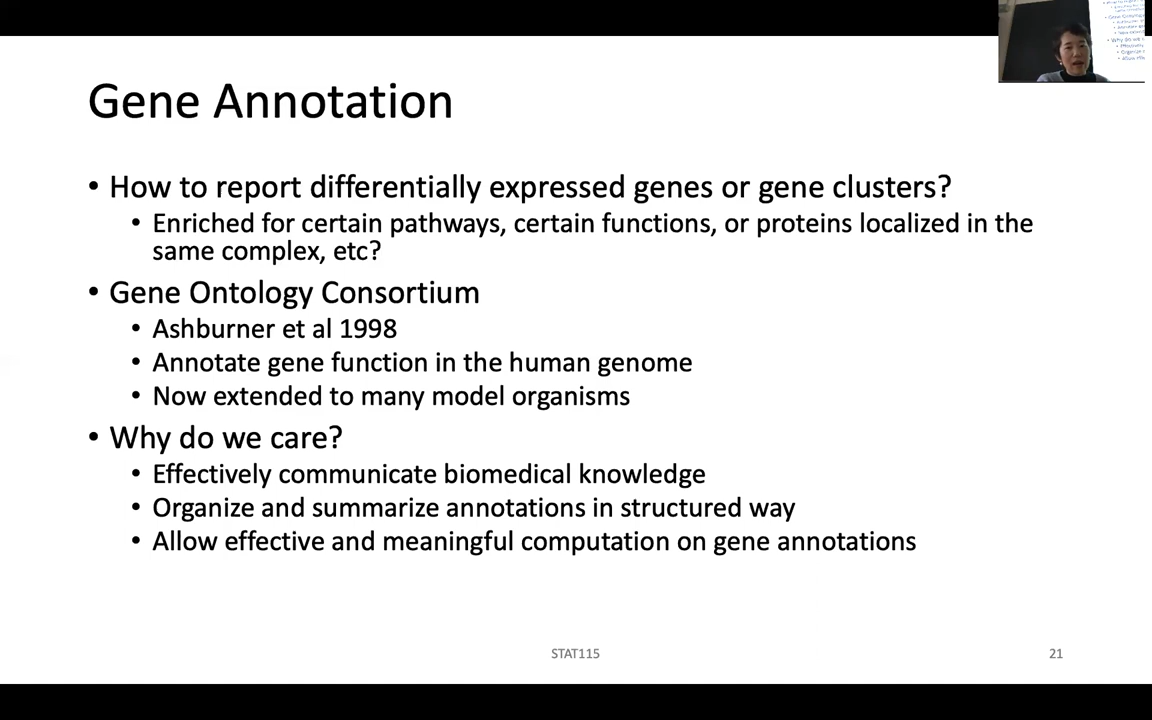 Gene Annotation
• How to report differentially expressed genes or gene clusters?
• Enriched for certain pathways, certain functions, or proteins localized in the
same complex, etc?
• Gene Ontology Consortium
• Ashburner et al 1998
• Annotate gene function in the human genome
• Now extended to many model organisms
• Why do we care?
• Effectively communicate biomedical knowledge
• Organize and summarize annotations in structured way
• Allow effective and meaningful computation on gene annotations
STAT115
21